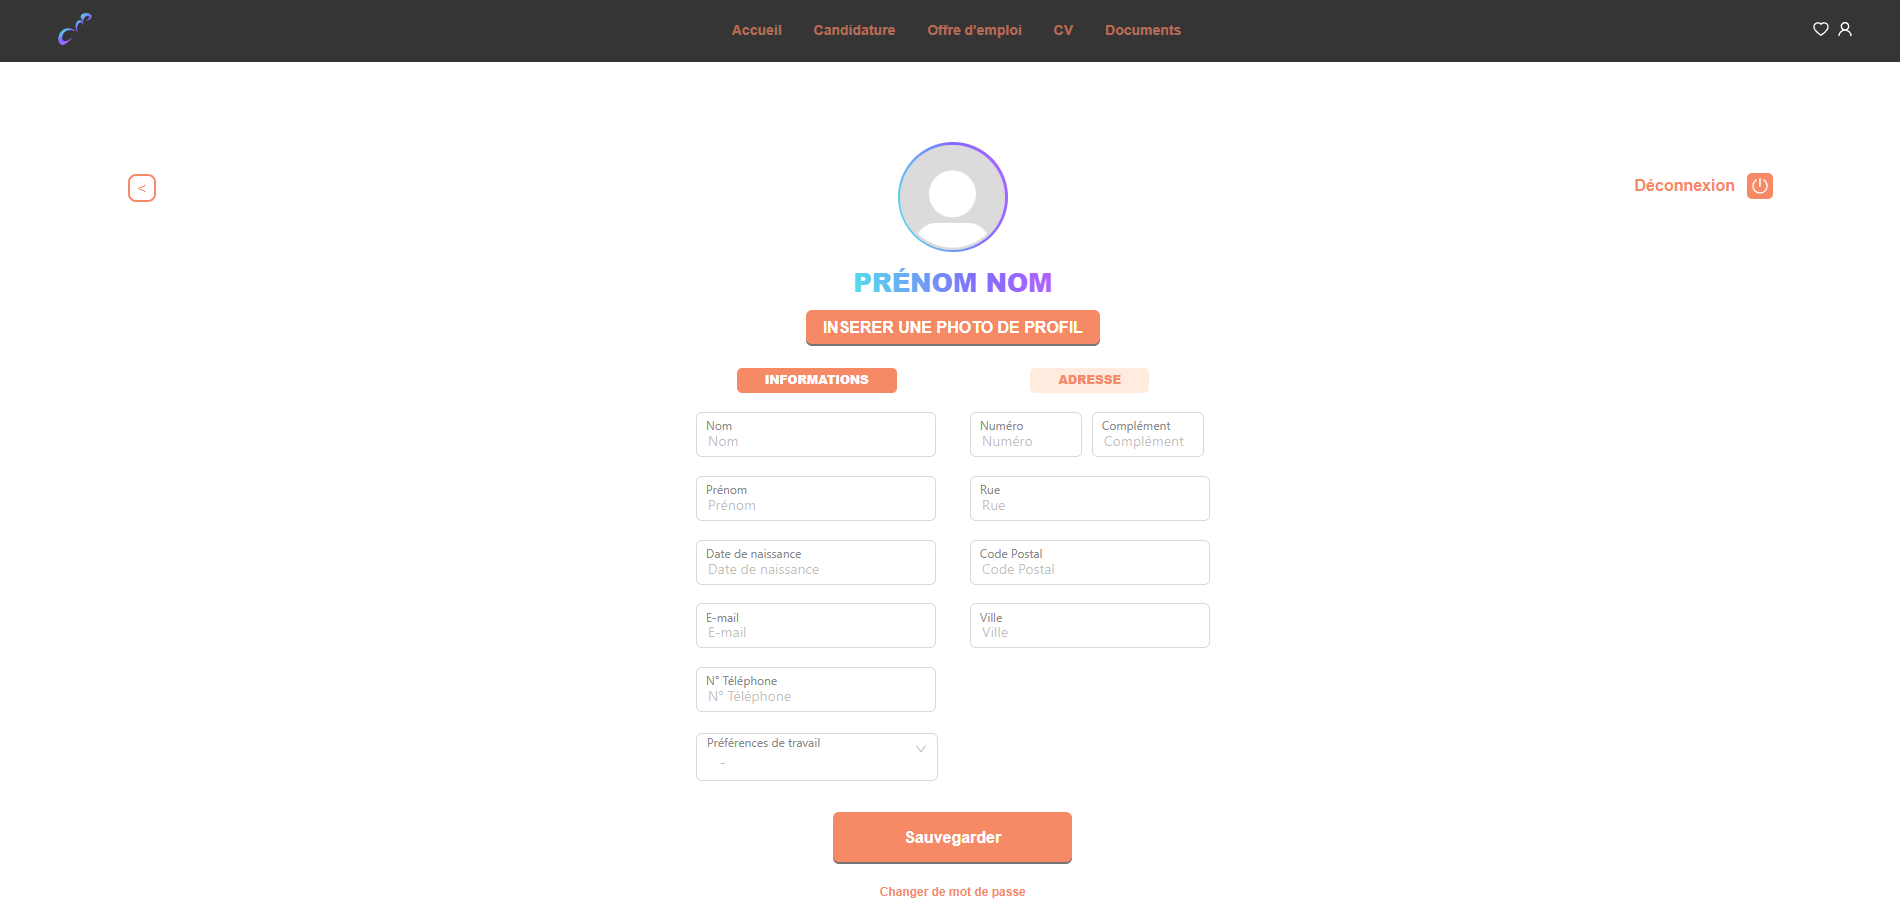 Accueil Candidature Offre d'emploi CV Documents
<
Déconnexion
PRÉNOM NOM
INSERER UNE PHOTO DE PROFIL
INFORMATIONS
Nom
Nom
Prénom
Prénom
Date de naissance
Date de naissance
E-mail
E-mail
N° Téléphone
N° Téléphone
Préférences de travail
-
ADRESSE
Numéro
Numéro
Complément
Complément
Rue
Rue
Code Postal
Code Postal
Ville
Ville
Sauvegarder
Changer de mot de passe